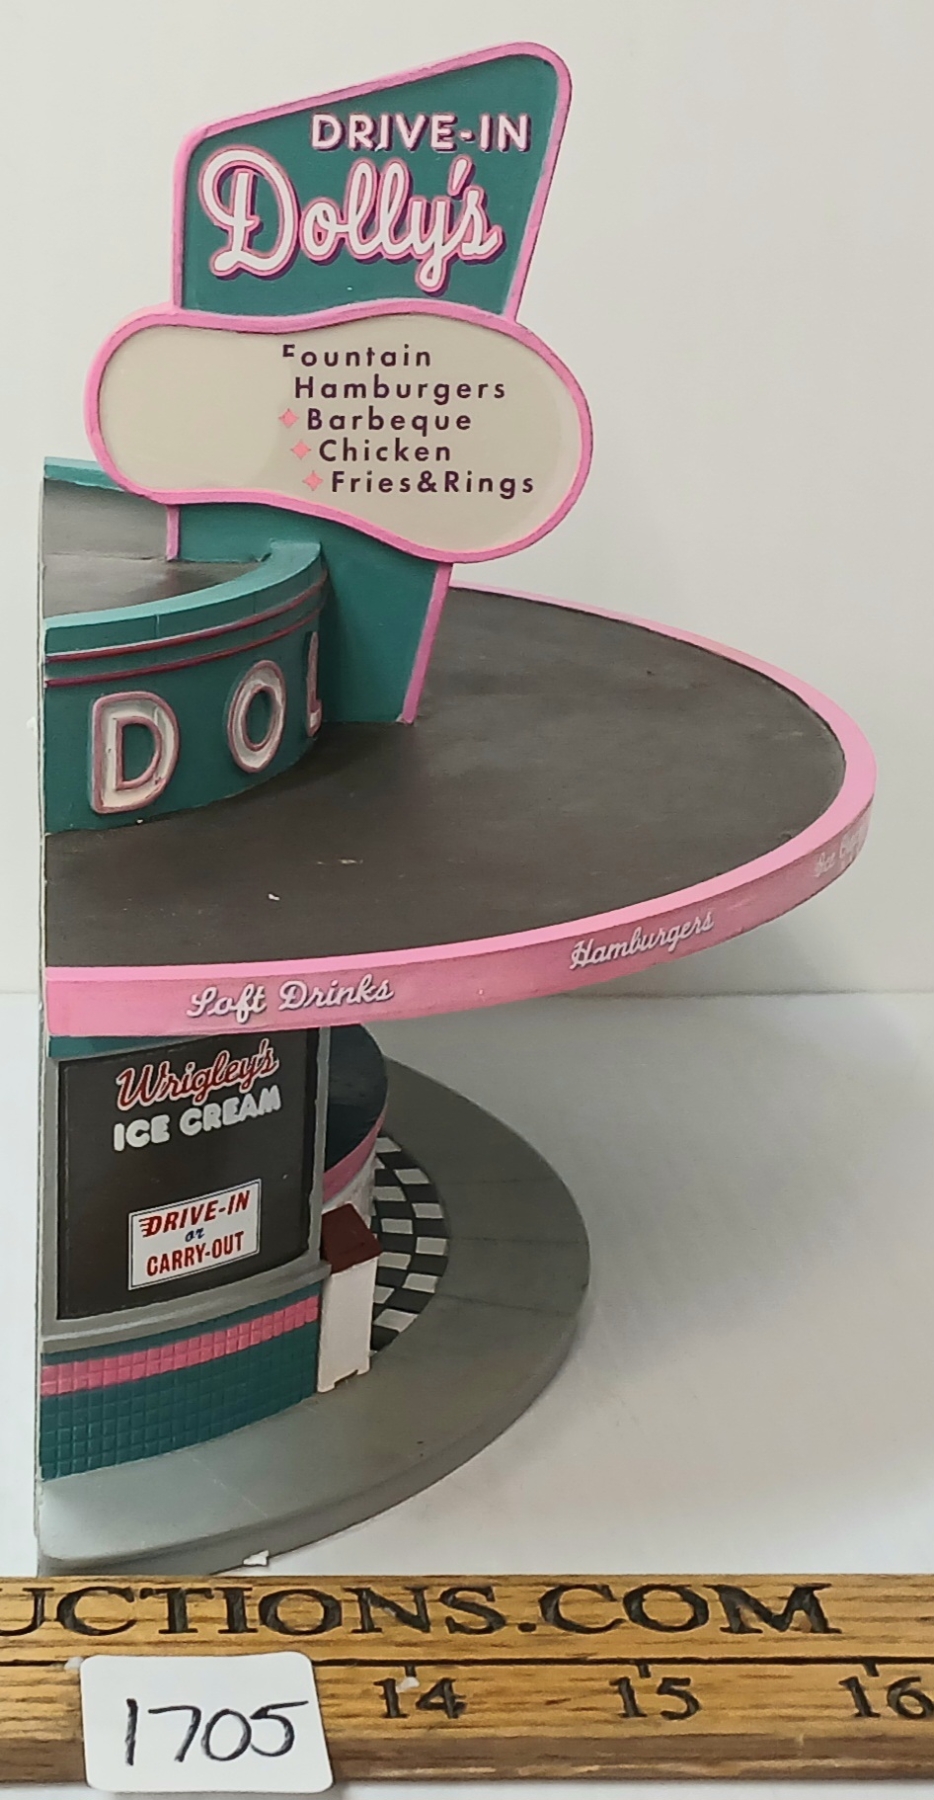 DRIVE-IN
Dolly's
Fountain
Hamburgers
Barbeque
Chicken
Fries&Rings
DOL
Soft Drinks
Hamburgers
Ice
Wrigley's
ICE CREAM
DRIVE-IN
or
CARRY-OUT
UCTIONS.COM
14 15 16
1705